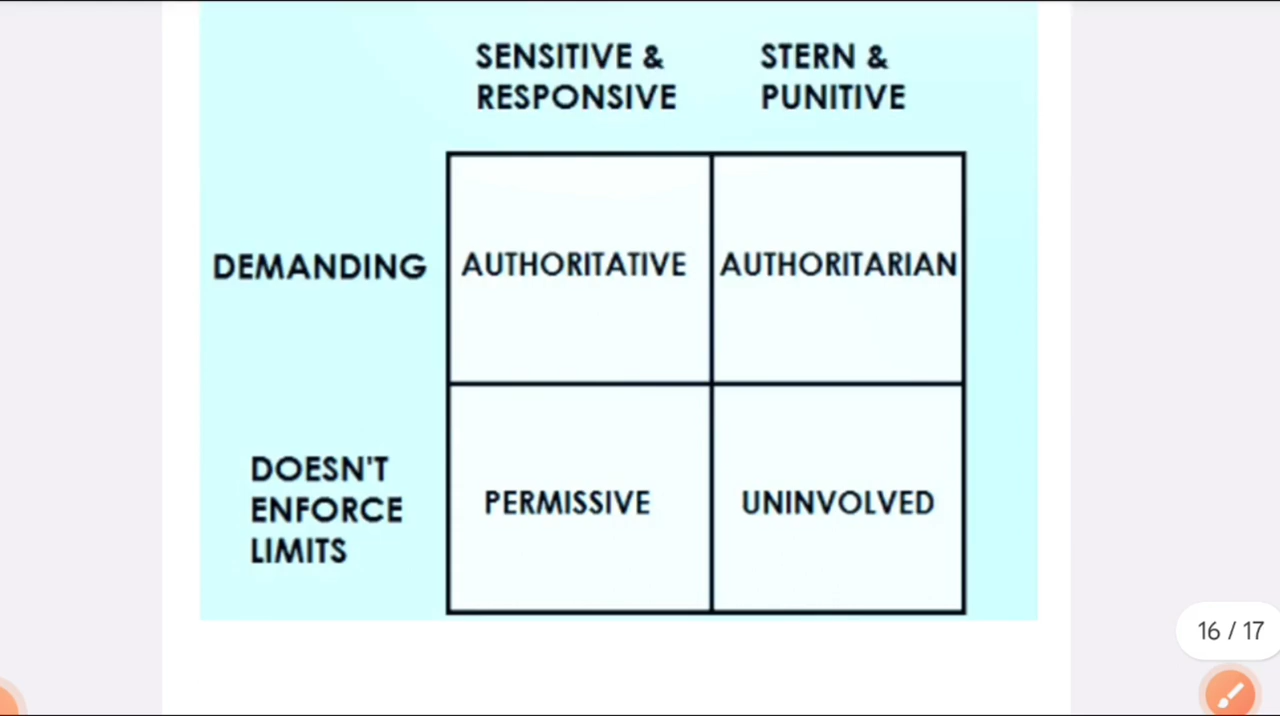 SENSITIVE &
RESPONSIVE
STERN &
PUNITIVE
DEMANDING
AUTHORITATIVE
AUTHORITARIAN
DOESN'T
ENFORCE
LIMITS
PERMISSIVE
UNINVOLVED
16 / 17